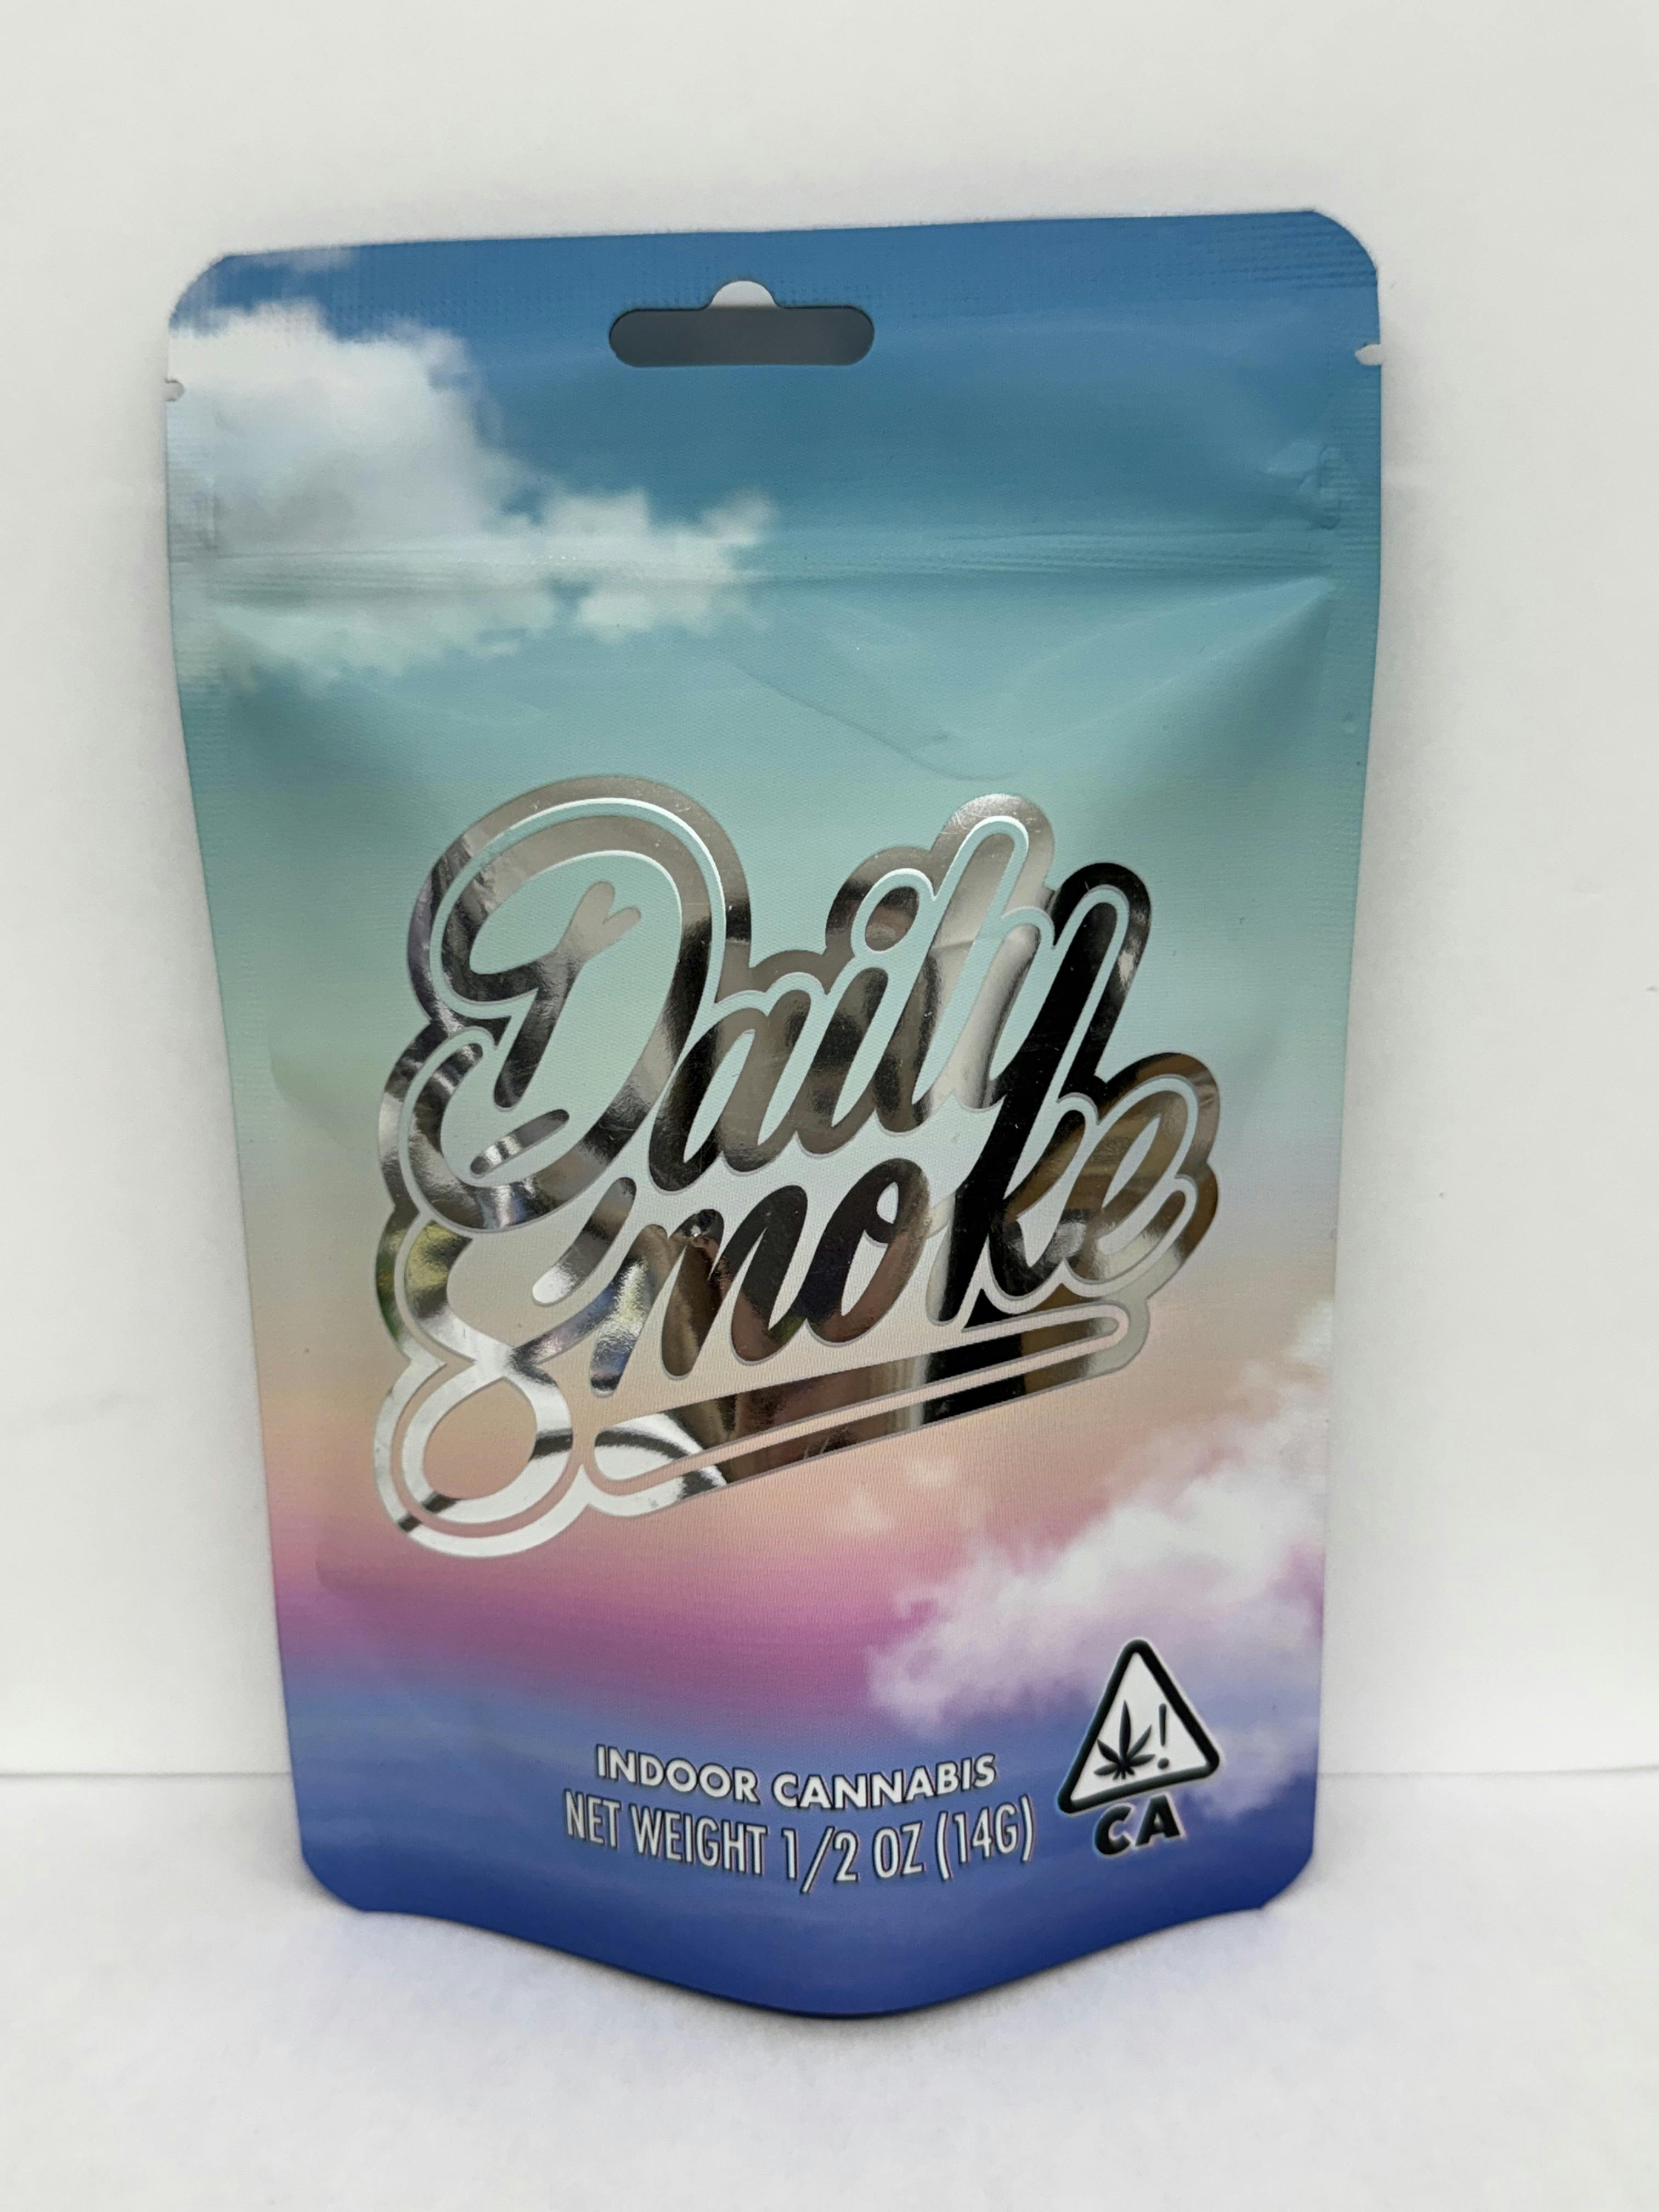 Daily
Smoke
INDOOR CANNABIS
NET WEIGHT 1/2 OZ (14G)
!
CA